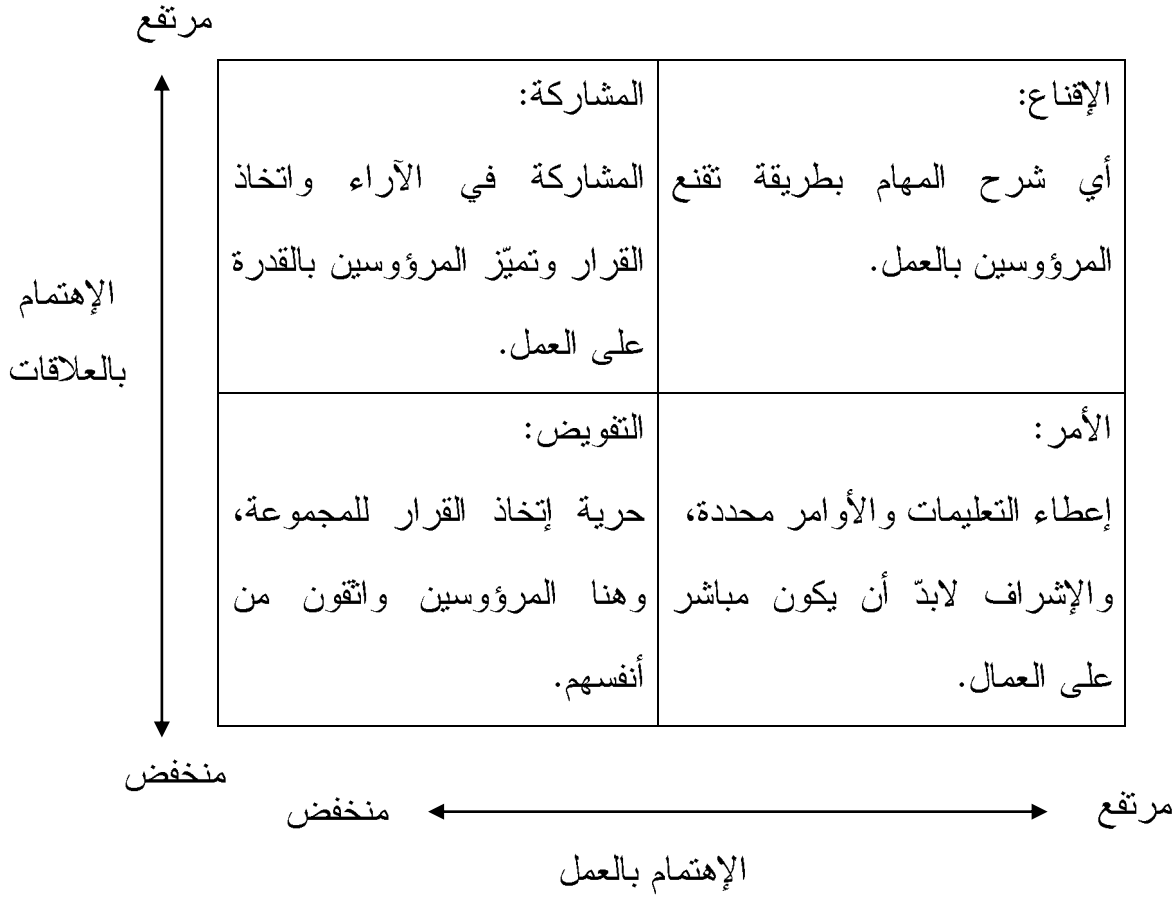 مرتفع
الإقناع:
أي شرح المهام بطريقة تقنع
المرؤوسين بالعمل.
المشاركة:
المشاركة في الآراء واتخاذ
القرار وتميّز المرؤوسين بالقدرة
على العمل.
الإهتمام
بالعلاقات
الأمر:
إعطاء التعليمات والأوامر محددة،
والإشراف لابدّ أن يكون مباشر
على العمال.
التفويض:
حرية إتخاذ القرار للمجموعة،
وهنا المرؤوسين واثقون من
أنفسهم.
منخفض
مرتفع
منخفض
الإهتمام بالعمل